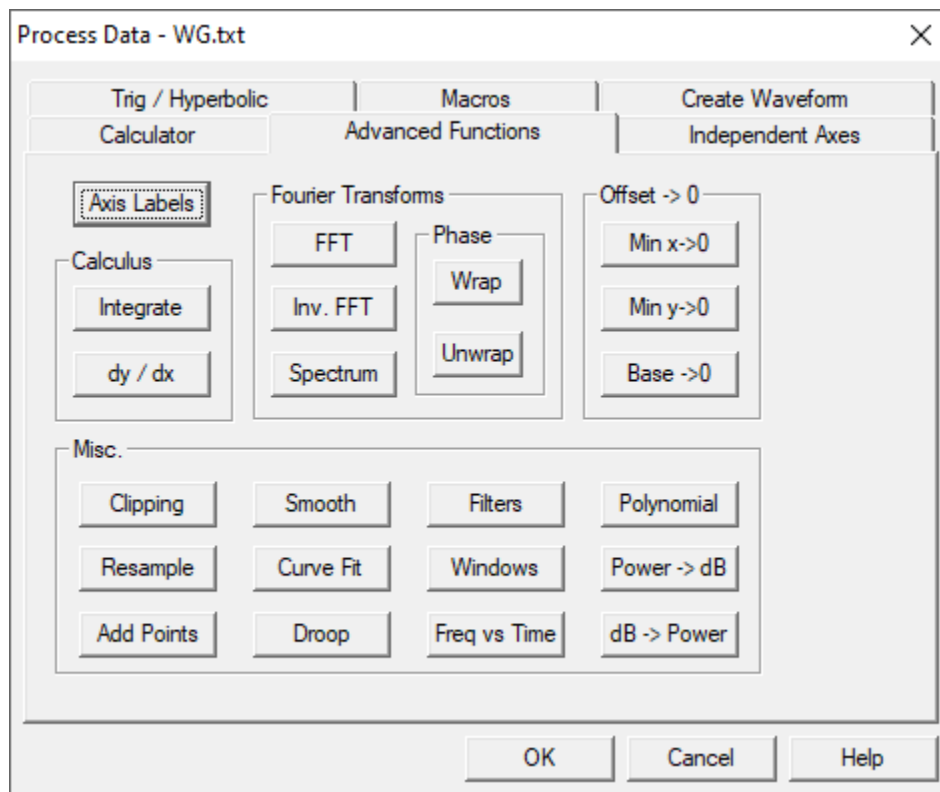 Process Data - WG.txt
Trig / Hyperbolic
Macros
Create Waveform
Calculator
Advanced Functions
Independent Axes
Axis Labels
Calculus
Integrate
dy / dx
Fourier Transforms
FFT
Inv. FFT
Spectrum
Phase
Wrap
Unwrap
Offset -> 0
Min x->0
Min y->0
Base ->0
Misc.
Clipping
Smooth
Filters
Polynomial
Resample
Curve Fit
Windows
Power -> dB
Add Points
Droop
Freq vs Time
dB -> Power
OK
Cancel
Help